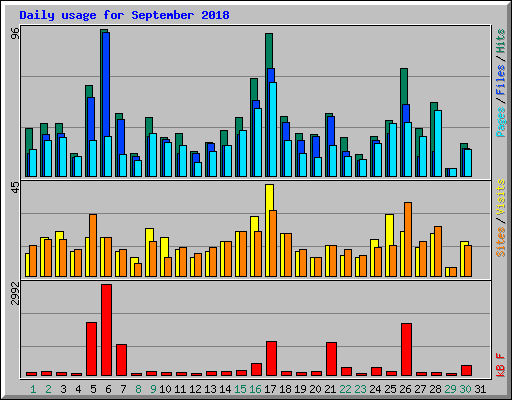 Daily usage for September 2018
96
Pages / Files / Hits
45
Sites / Visits
2992
kB F
1 2 3 4 5 6 7 8 9 10 11 12 13 14 15 16 17 18 19 20 21 22 23 24 25 26 27 28 29 30 31